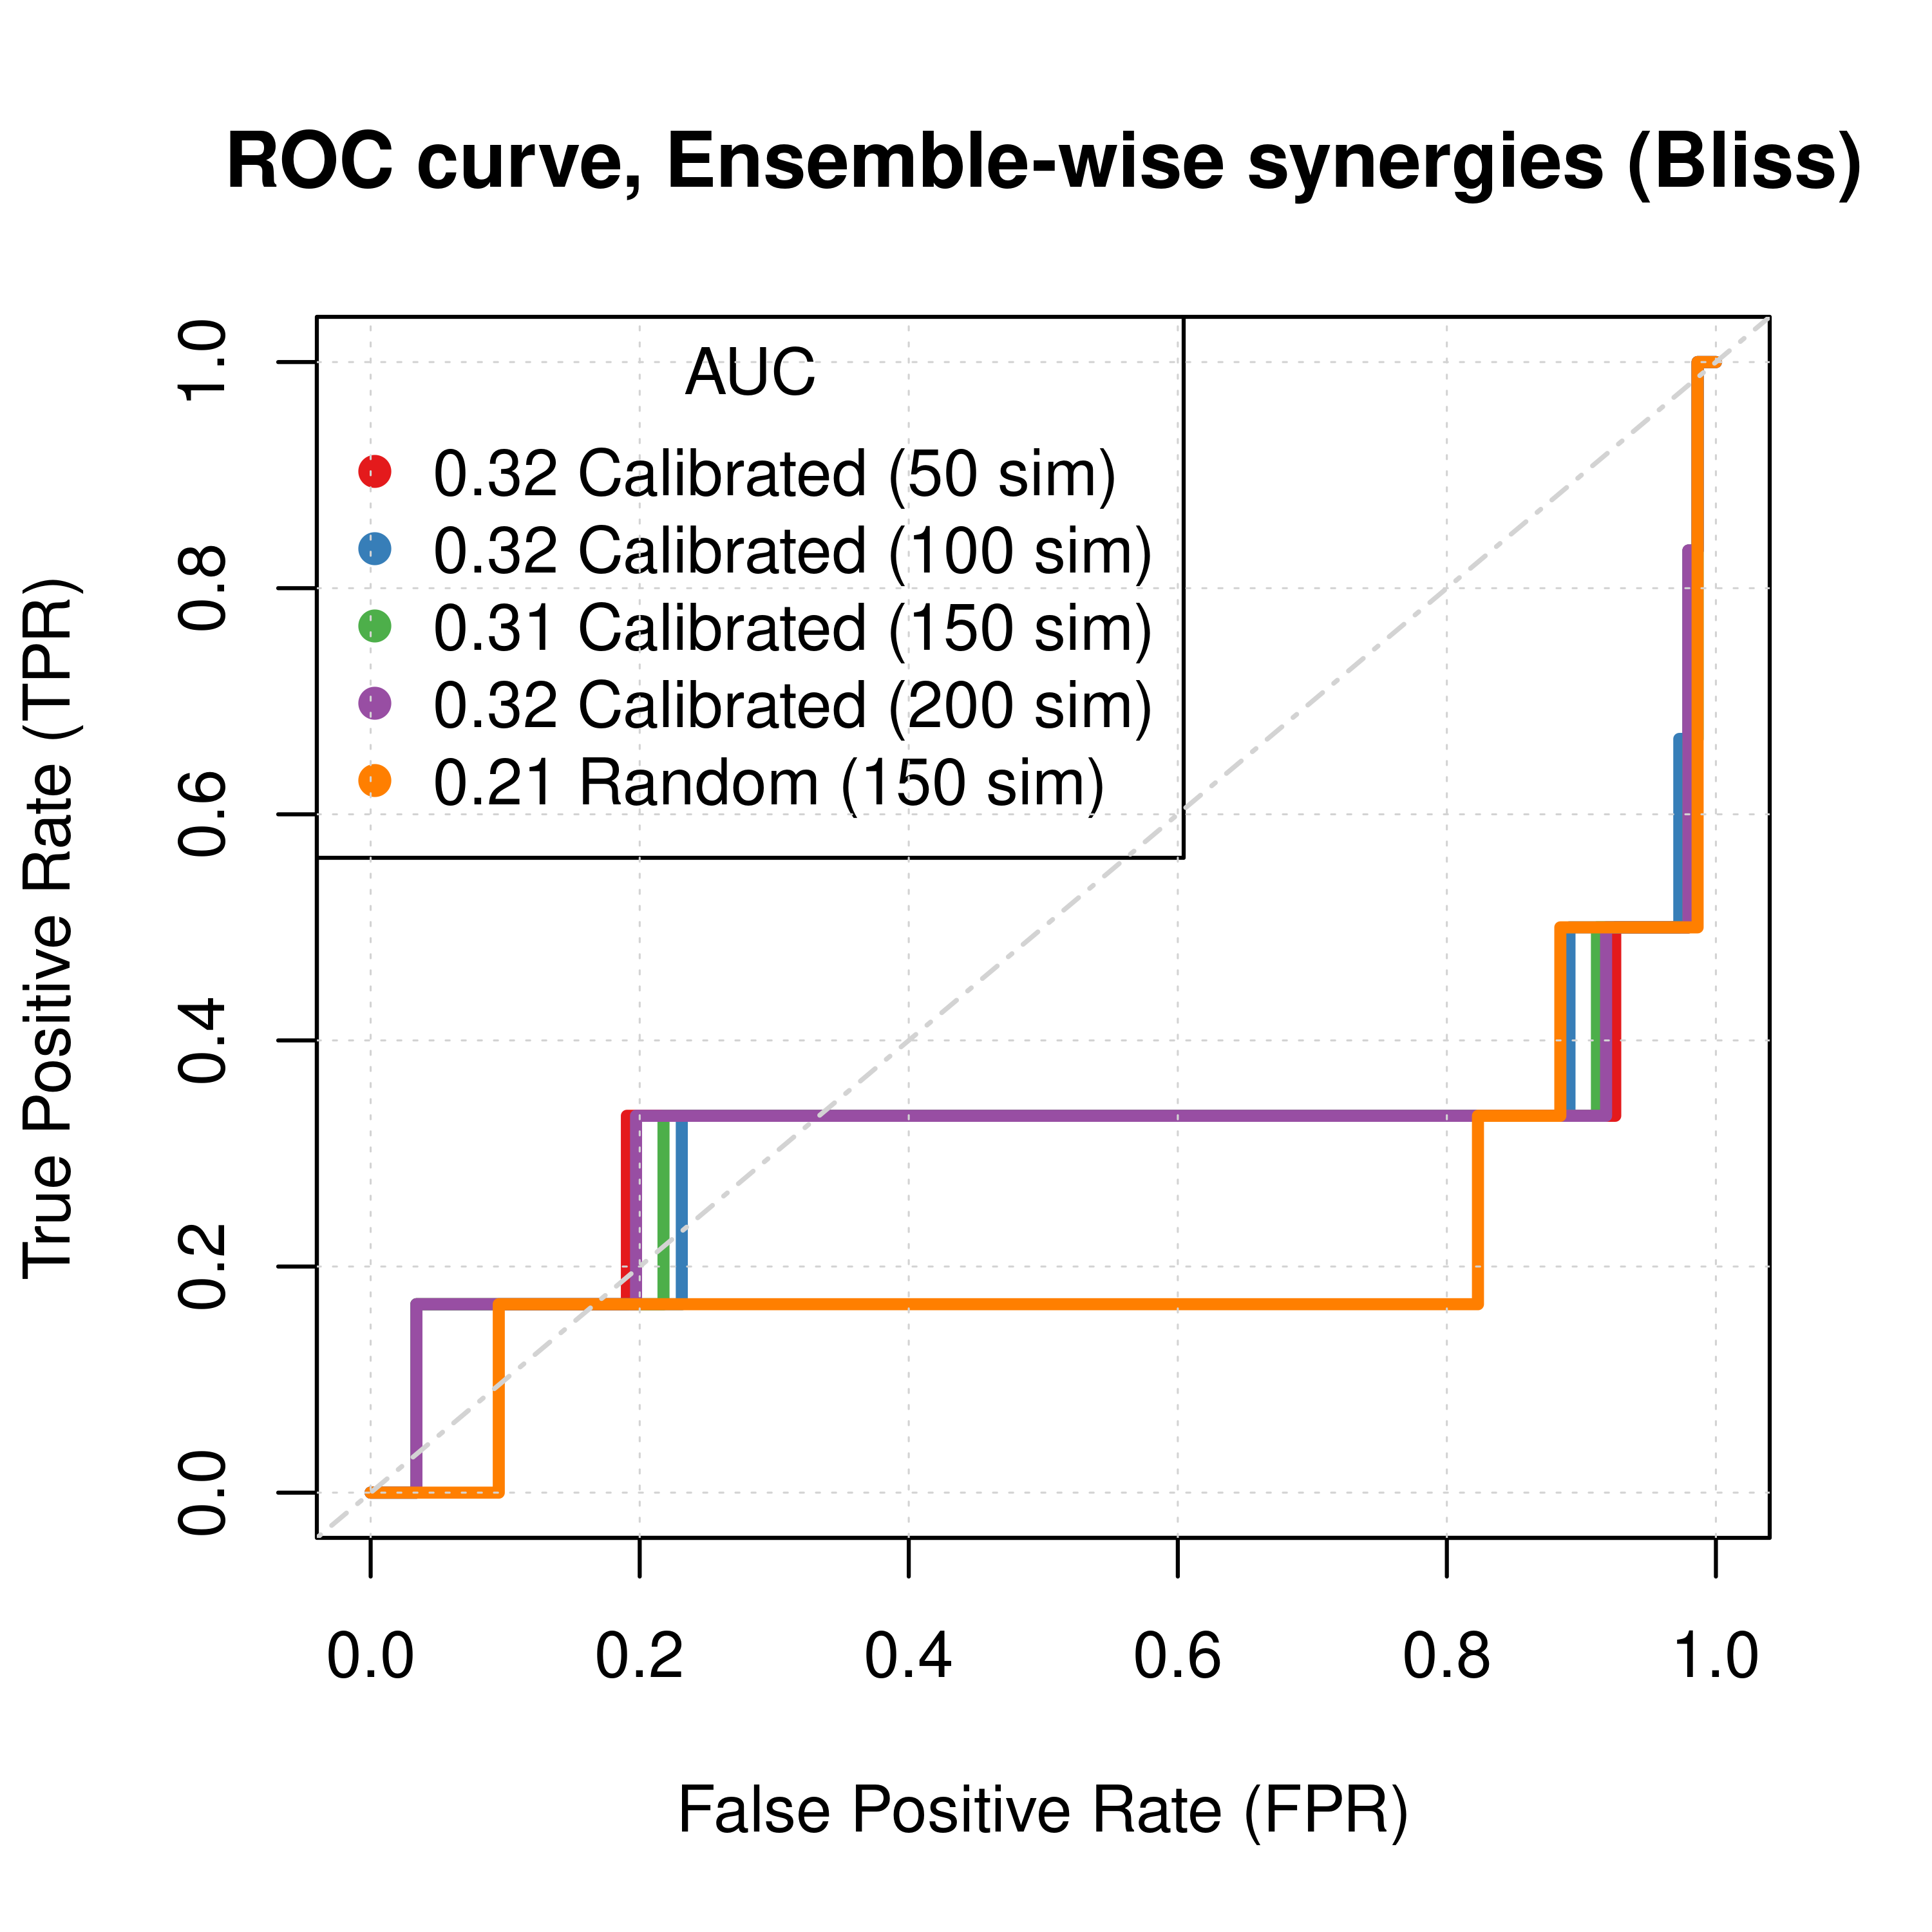 ROC curve, Ensemble-wise synergies (Bliss)
AUC
0.32 Calibrated (50 sim)
0.32 Calibrated (100 sim)
0.31 Calibrated (150 sim)
0.32 Calibrated (200 sim)
0.21 Random (150 sim)
True Positive Rate (TPR)
1.0
0.8
0.6
0.4
0.2
0.0
0.0 0.2 0.4 0.6 0.8 1.0
False Positive Rate (FPR)